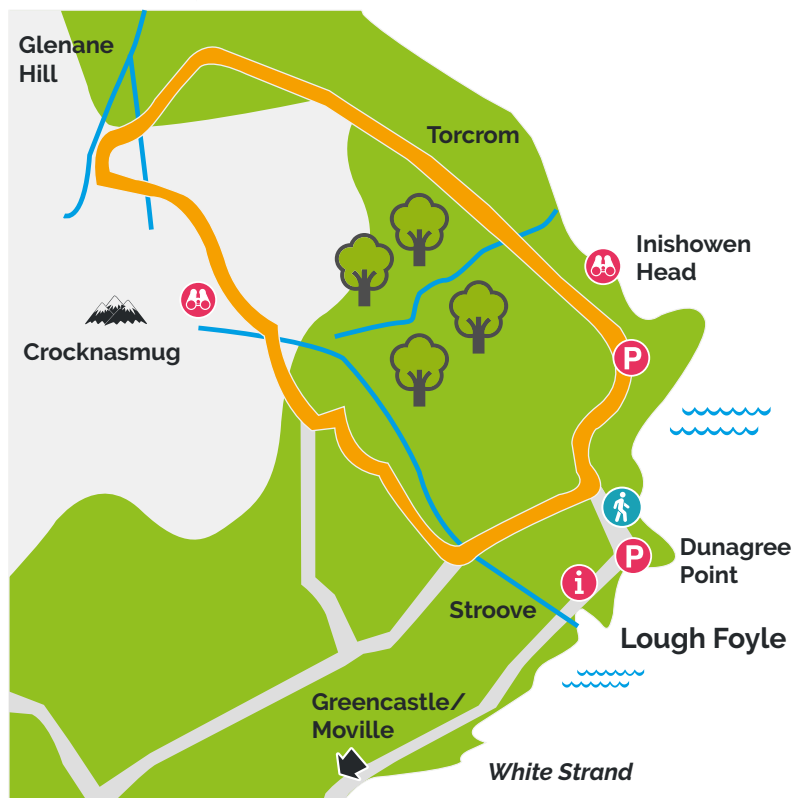 Glenane
Hill
Torcrom
Inishowen
Head
Crocknasmug
P
Dunagree
Point
P
i
Stroove
Lough Foyle
Greencastle/
Moville
White Strand